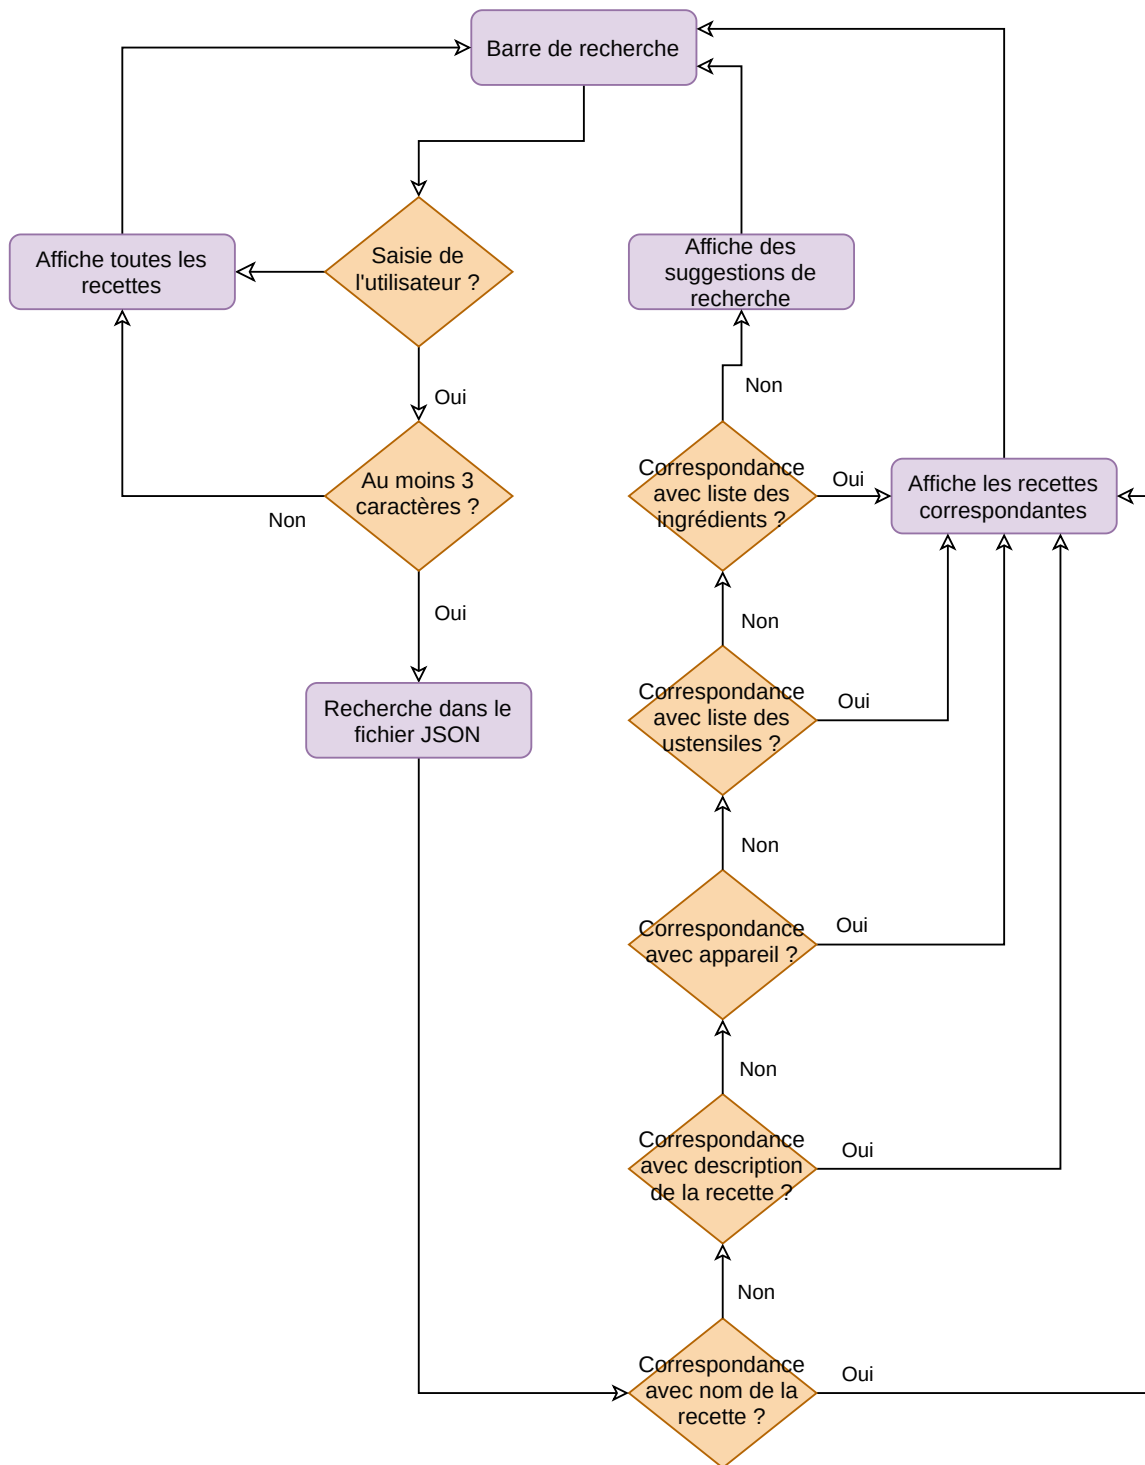 Barre de recherche
Saisie de
l'utilisateur ?
Affiche toutes les
recettes
Oui
Au moins 3
caractères ?
Non
Oui
Recherche dans le
fichier JSON
Affiche des
suggestions de
recherche
Non
Correspondance
avec liste des
ingrédients ?
Oui
Affiche les recettes
correspondantes
Non
Correspondance
avec liste des
ustensiles ?
Oui
Non
Correspondance
avec appareil ?
Oui
Non
Correspondance
avec description
de la recette ?
Oui
Non
Correspondance
avec nom de la
recette ?
Oui